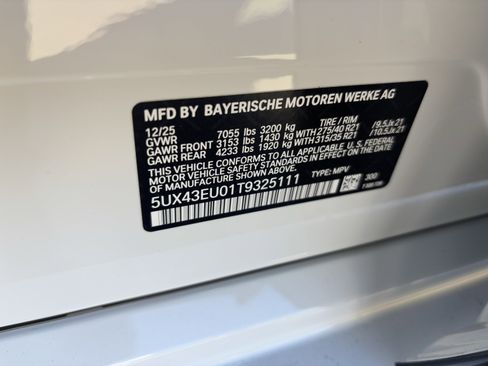 MFD BY BAYERISCHE MOTOREN WERKE AG
12/25 TIRE / RIM
GVWR 7055 lbs 3200 kg
GAWR FRONT 3153 lbs 1430 kg WITH 275/40 R21 /9.5Jx21
GAWR REAR 4233 lbs 1920 kg WITH 315/35 R21 /10.5Jx21
THIS VEHICLE CONFORMS TO ALL APPLICABLE U.S. FEDERAL
MOTOR VEHICLE SAFETY STANDARDS IN EFFECT ON THE DATE
OF MANUFACTURE SHOWN ABOVE.
5UX43EU01T9325111 TYPE: MPV
300